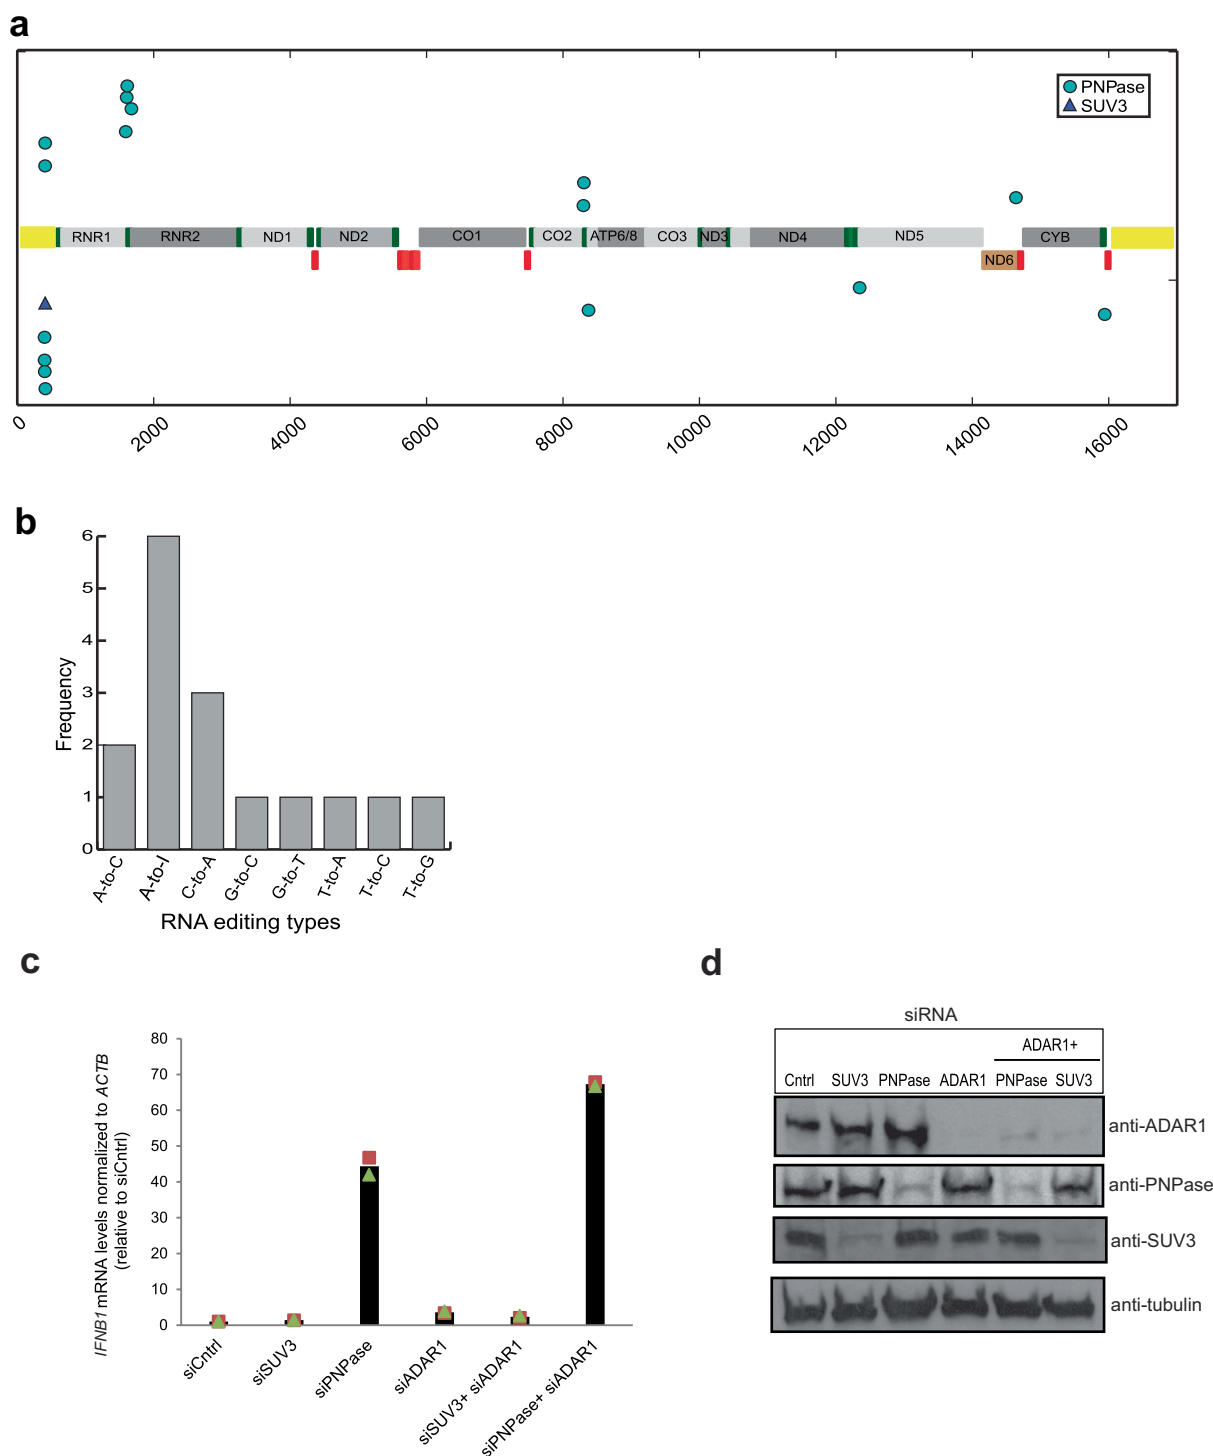 a
PNPase
SUV3
RNR1 RNR2 ND1 ND2 CO1 CO2 ATP6/8 CO3 ND3 ND4 ND5 CYB
ND6
0 2000 4000 6000 8000 10000 12000 14000 16000
b
6
5
4
3
2
1
0
Frequency
A-to-C A-to-I C-to-A G-to-C G-to-T T-to-A T-to-C T-to-G
RNA editing types
c
80
70
60
50
40
30
20
10
0
IFNB1 mRNA levels normalized to ACTB
(relative to siCntrl)
siCntrl siSUV3 siPNPase siADAR1 siSUV3+ siADAR1 siPNPase+ siADAR1
d
siRNA
ADAR1+
Cntrl SUV3 PNPase ADAR1 PNPase SUV3
anti-ADAR1
anti-PNPase
anti-SUV3
anti-tubulin